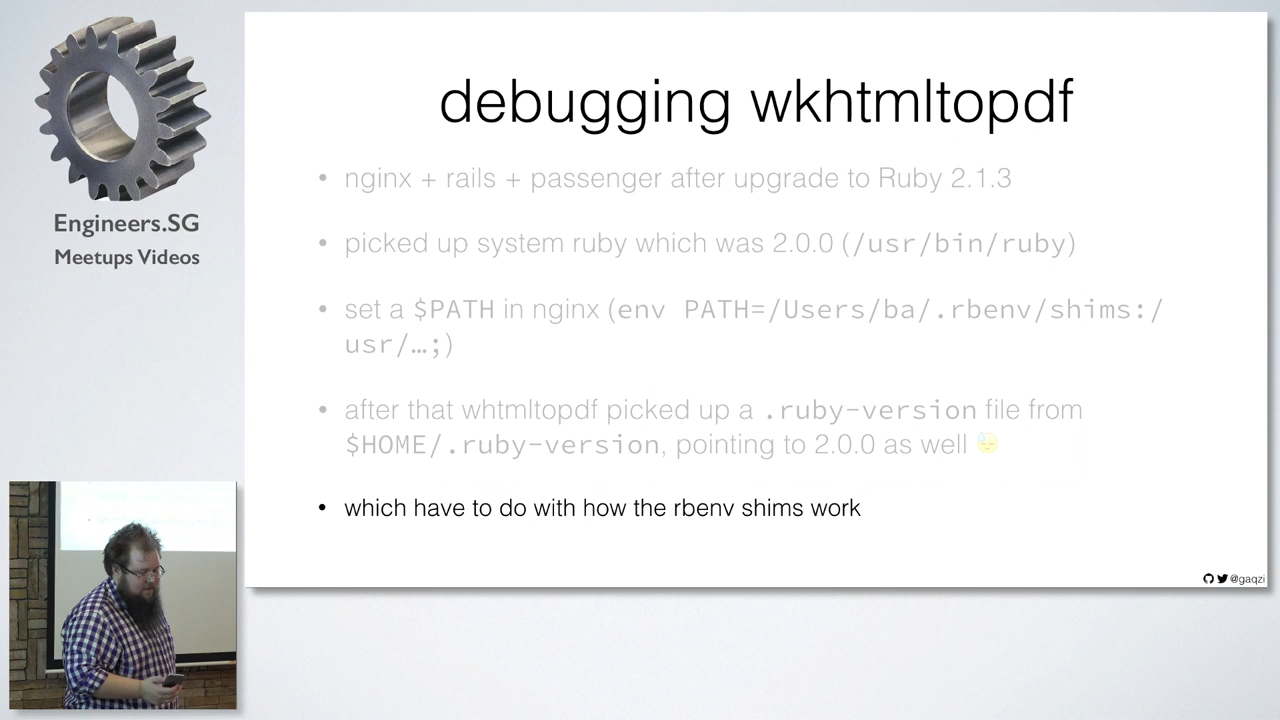 Engineers.SG
Meetups Videos
debugging wkhtmltopdf
• nginx + rails + passenger after upgrade to Ruby 2.1.3
• picked up system ruby which was 2.0.0 (/usr/bin/ruby)
• set a $PATH in nginx (env PATH=/Users/ba/.rbenv/shims:/
usr/…;)
• after that whtmltopdf picked up a .ruby-version file from
$HOME/.ruby-version, pointing to 2.0.0 as well 😓
• which have to do with how the rbenv shims work
@gaqzi